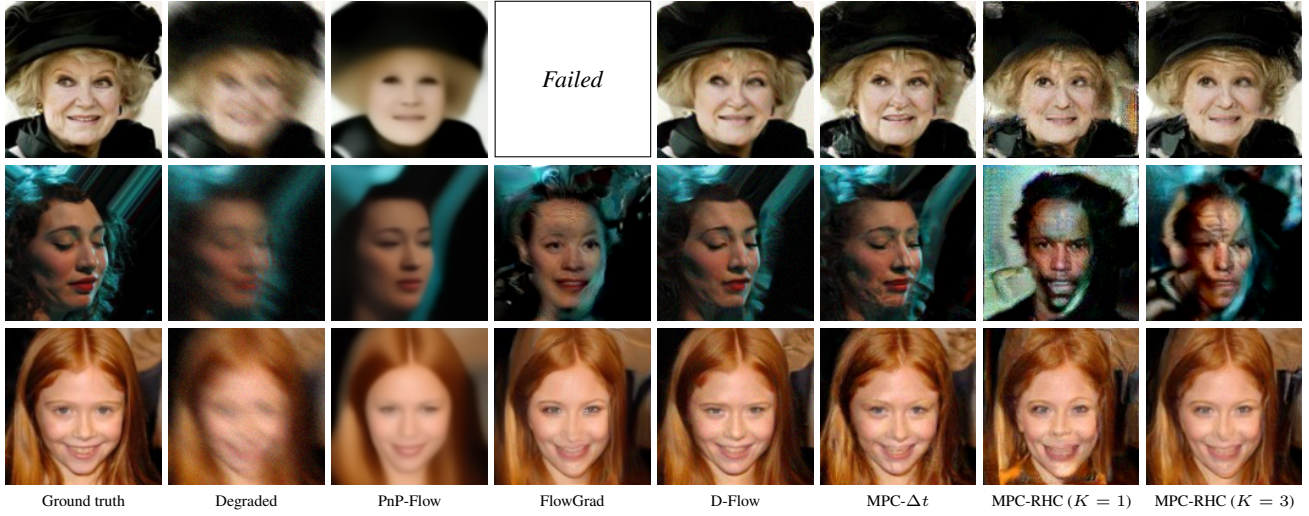 Failed
Ground truth
Degraded
PnP-Flow
FlowGrad
D-Flow
MPC-Δt
MPC-RHC (K = 1)
MPC-RHC (K = 3)